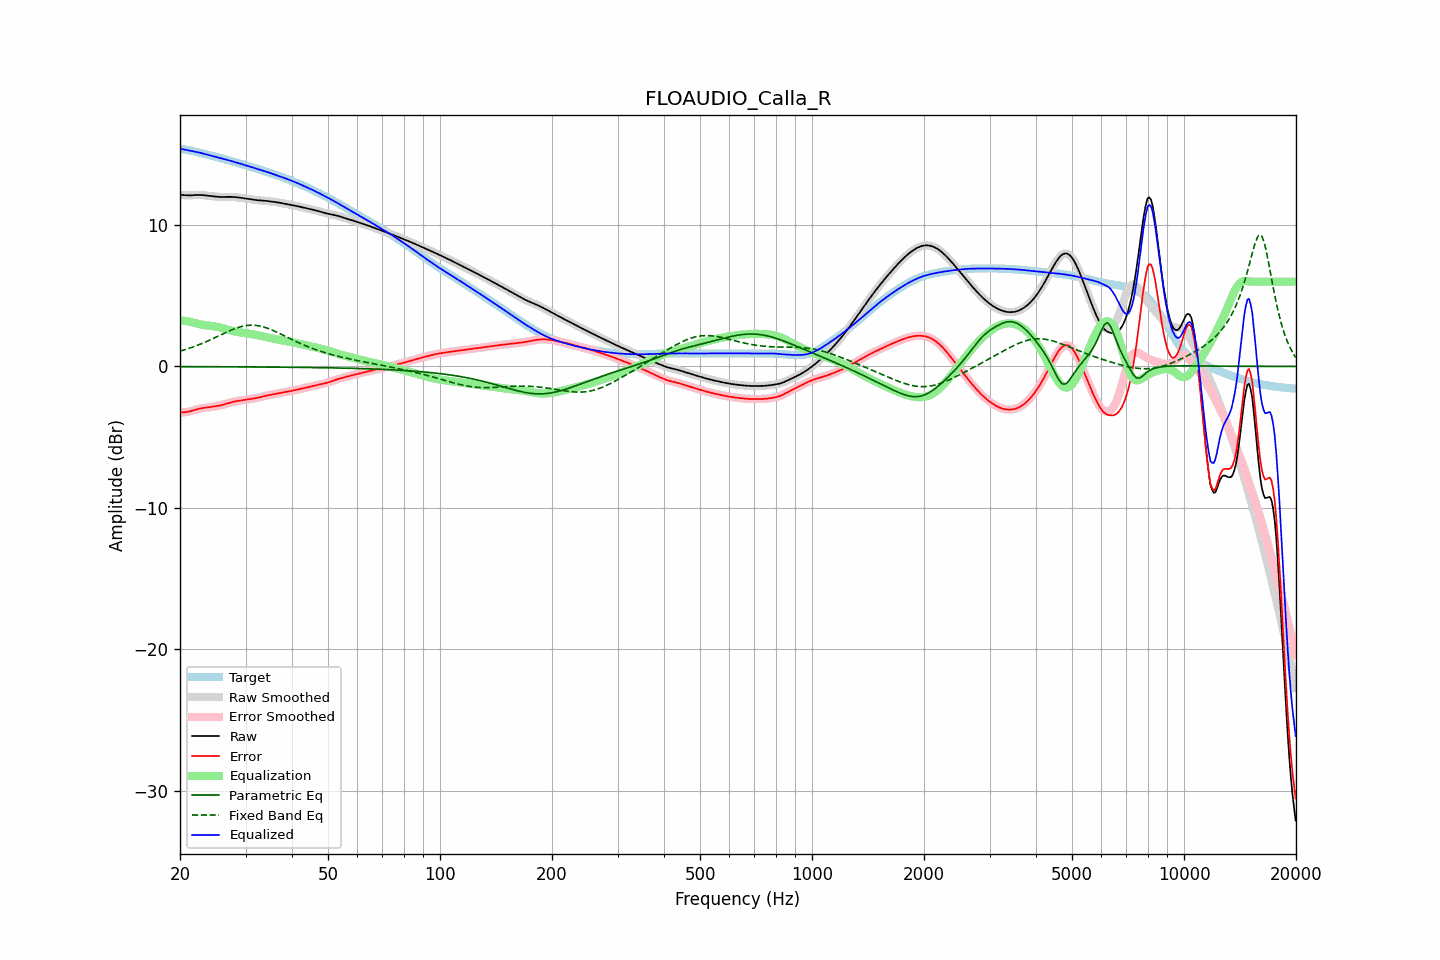 FLOAUDIO_Calla_R
Amplitude (dBr)
10
0
−10
−20
−30
Target
Raw Smoothed
Error Smoothed
Raw
Error
Equalization
Parametric Eq
Fixed Band Eq
Equalized
20 50 100 200 500 1000 2000 5000 10000 20000
Frequency (Hz)